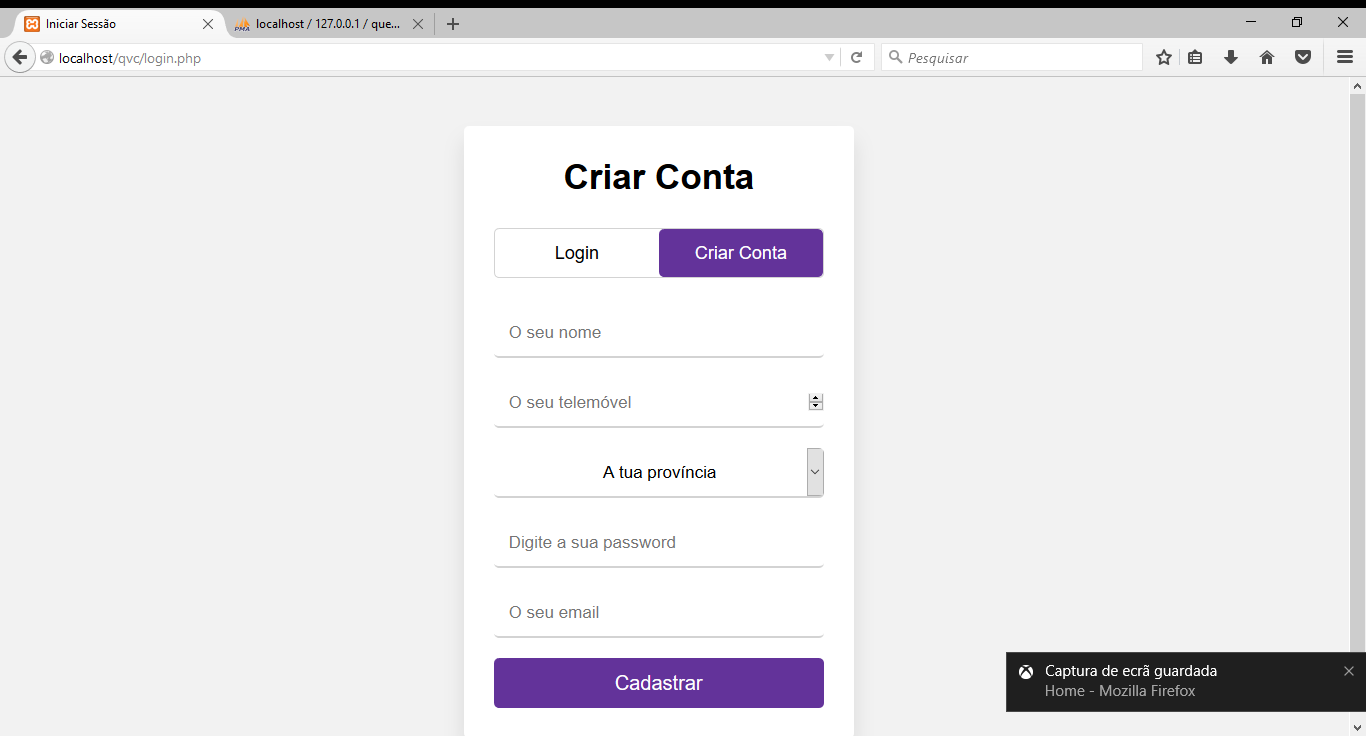 Iniciar Sessão
PMA localhost / 127.0.0.1 / que...
localhost/qvc/login.php
Pesquisar
Criar Conta
Login
Criar Conta
O seu nome
O seu telemóvel
A tua província
Digite a sua password
O seu email
Cadastrar
Captura de ecrã guardada
Home - Mozilla Firefox